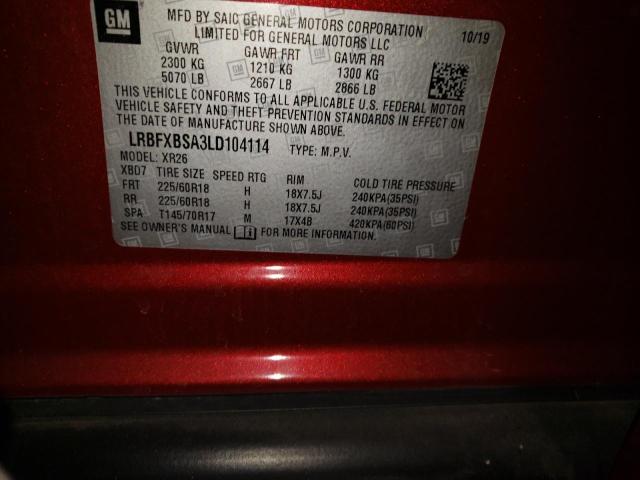 GM
MFD BY SAIC GENERAL MOTORS CORPORATION
LIMITED FOR GENERAL MOTORS LLC
10/19
GVWR GAWR FRT GAWR RR
2300 KG 1210 KG 1300 KG
5070 LB 2667 LB 2866 LB
THIS VEHICLE CONFORMS TO ALL APPLICABLE U.S. FEDERAL MOTOR
VEHICLE SAFETY AND THEFT PREVENTION STANDARDS IN EFFECT ON
THE DATE OF MANUFACTURE SHOWN ABOVE.
LRBFXBSA3LD104114 TYPE: M.P.V.
MODEL: XR26
XBD7 TIRE SIZE SPEED RTG RIM COLD TIRE PRESSURE
FRT 225/60R18 H 18X7.5J 240KPA(35PSI)
RR 225/60R18 H 18X7.5J 240KPA(35PSI)
SPA T145/70R17 M 17X4B 420KPA(60PSI)
SEE OWNER'S MANUAL FOR MORE INFORMATION